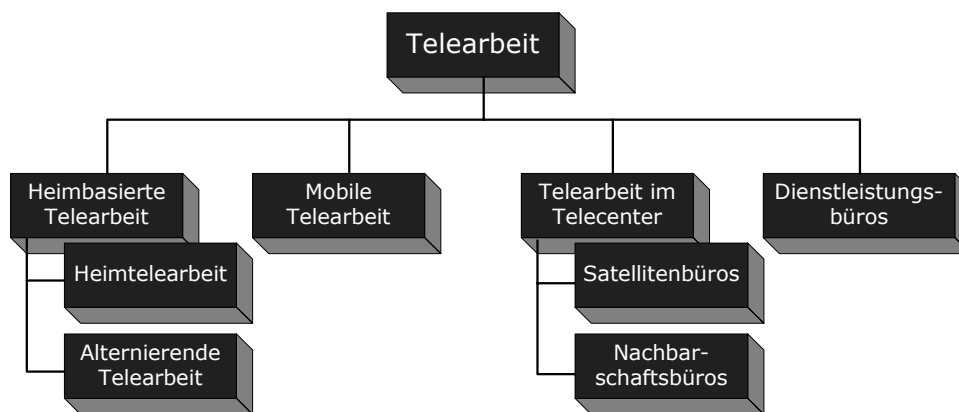 Telearbeit
Heimbasierte
Telearbeit
Mobile
Telearbeit
Telearbeit im
Telecenter
Dienstleistungs-
büros
Heimtelearbeit
Satellitenbüros
Alternierende
Telearbeit
Nachbar-
schaftsbüros